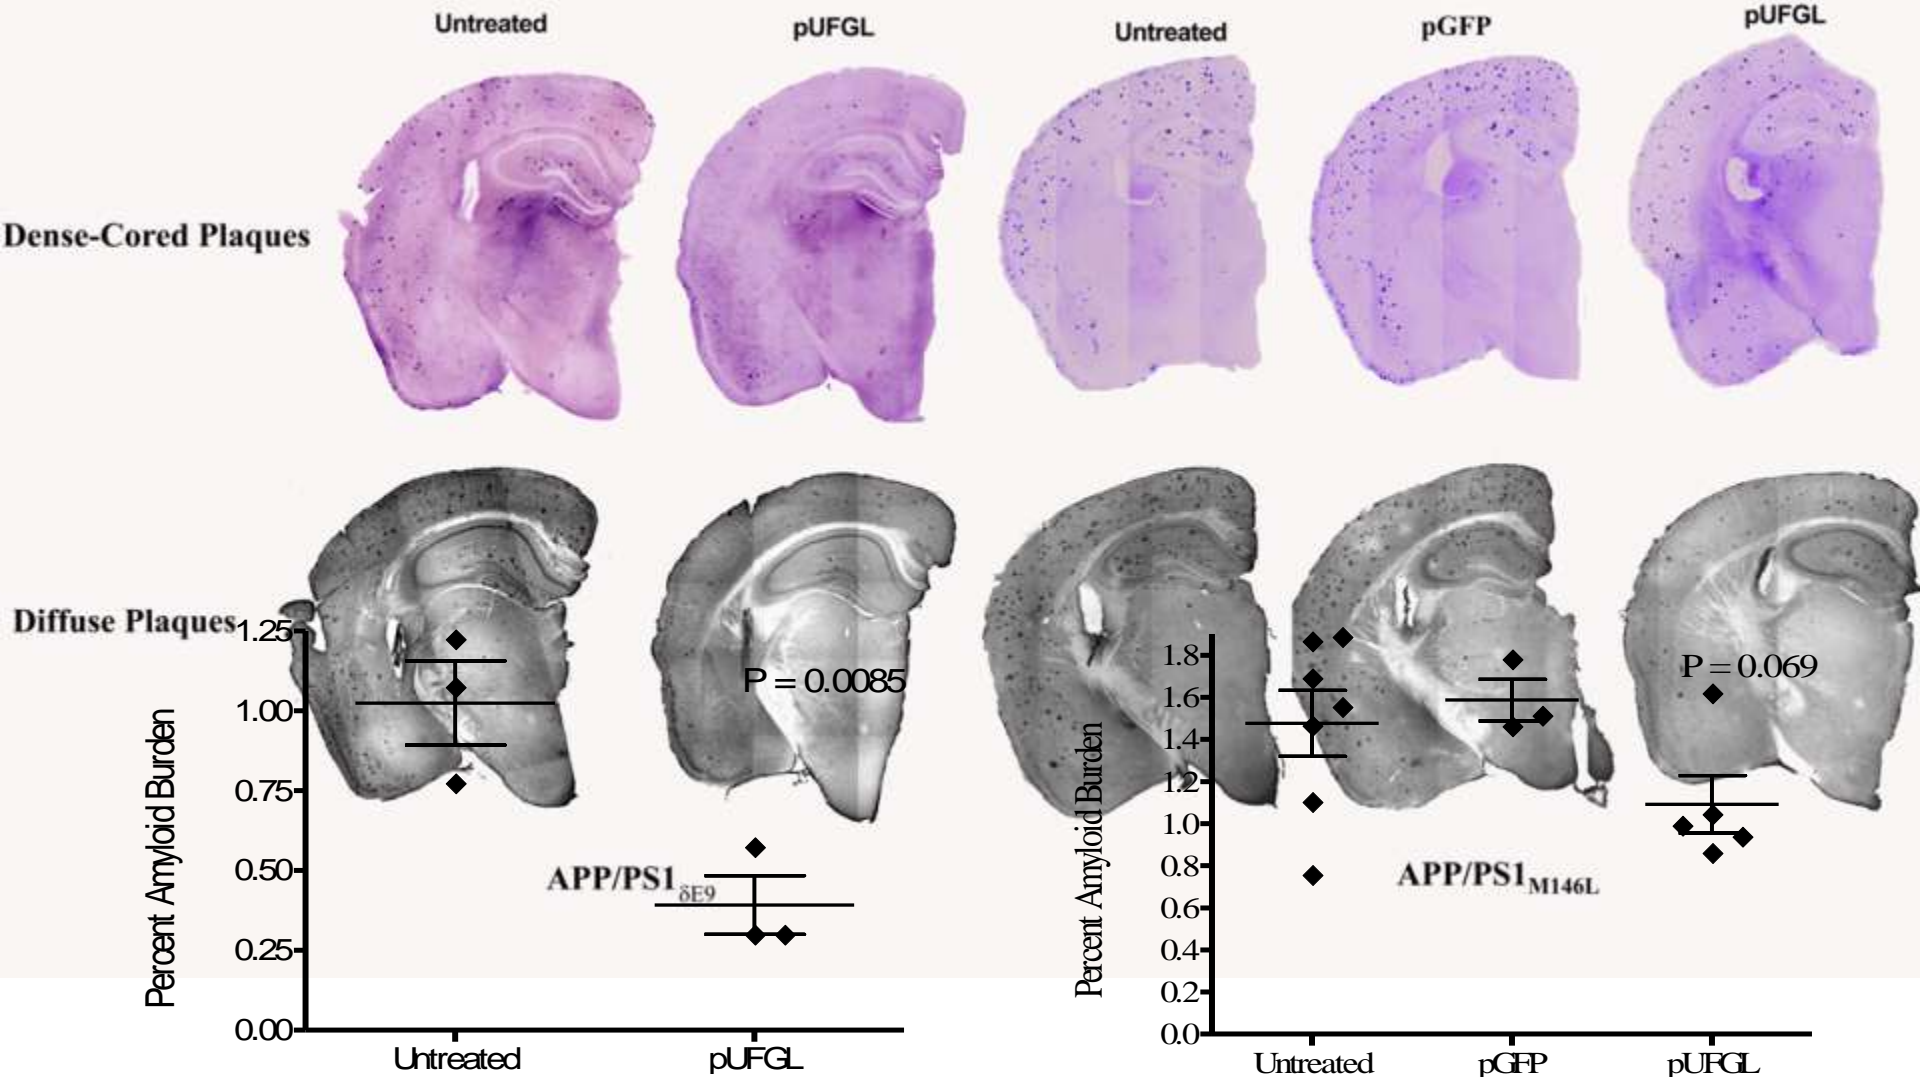 Untreated
pUFGL
Untreated
pGFP
pUFGL
Dense-Cored Plaques
Diffuse Plaques
1.25
1.00
0.75
0.50
0.25
0.00
Percent Amyloid Burden
P = 0.0085
APP/PS1δE9
Untreated
pUFGL
1.8
1.6
1.4
1.2
1.0
0.8
0.6
0.4
0.2
0.0
Percent Amyloid Burden
P = 0.069
APP/PS1M146L
Untreated
pGFP
pUFGL